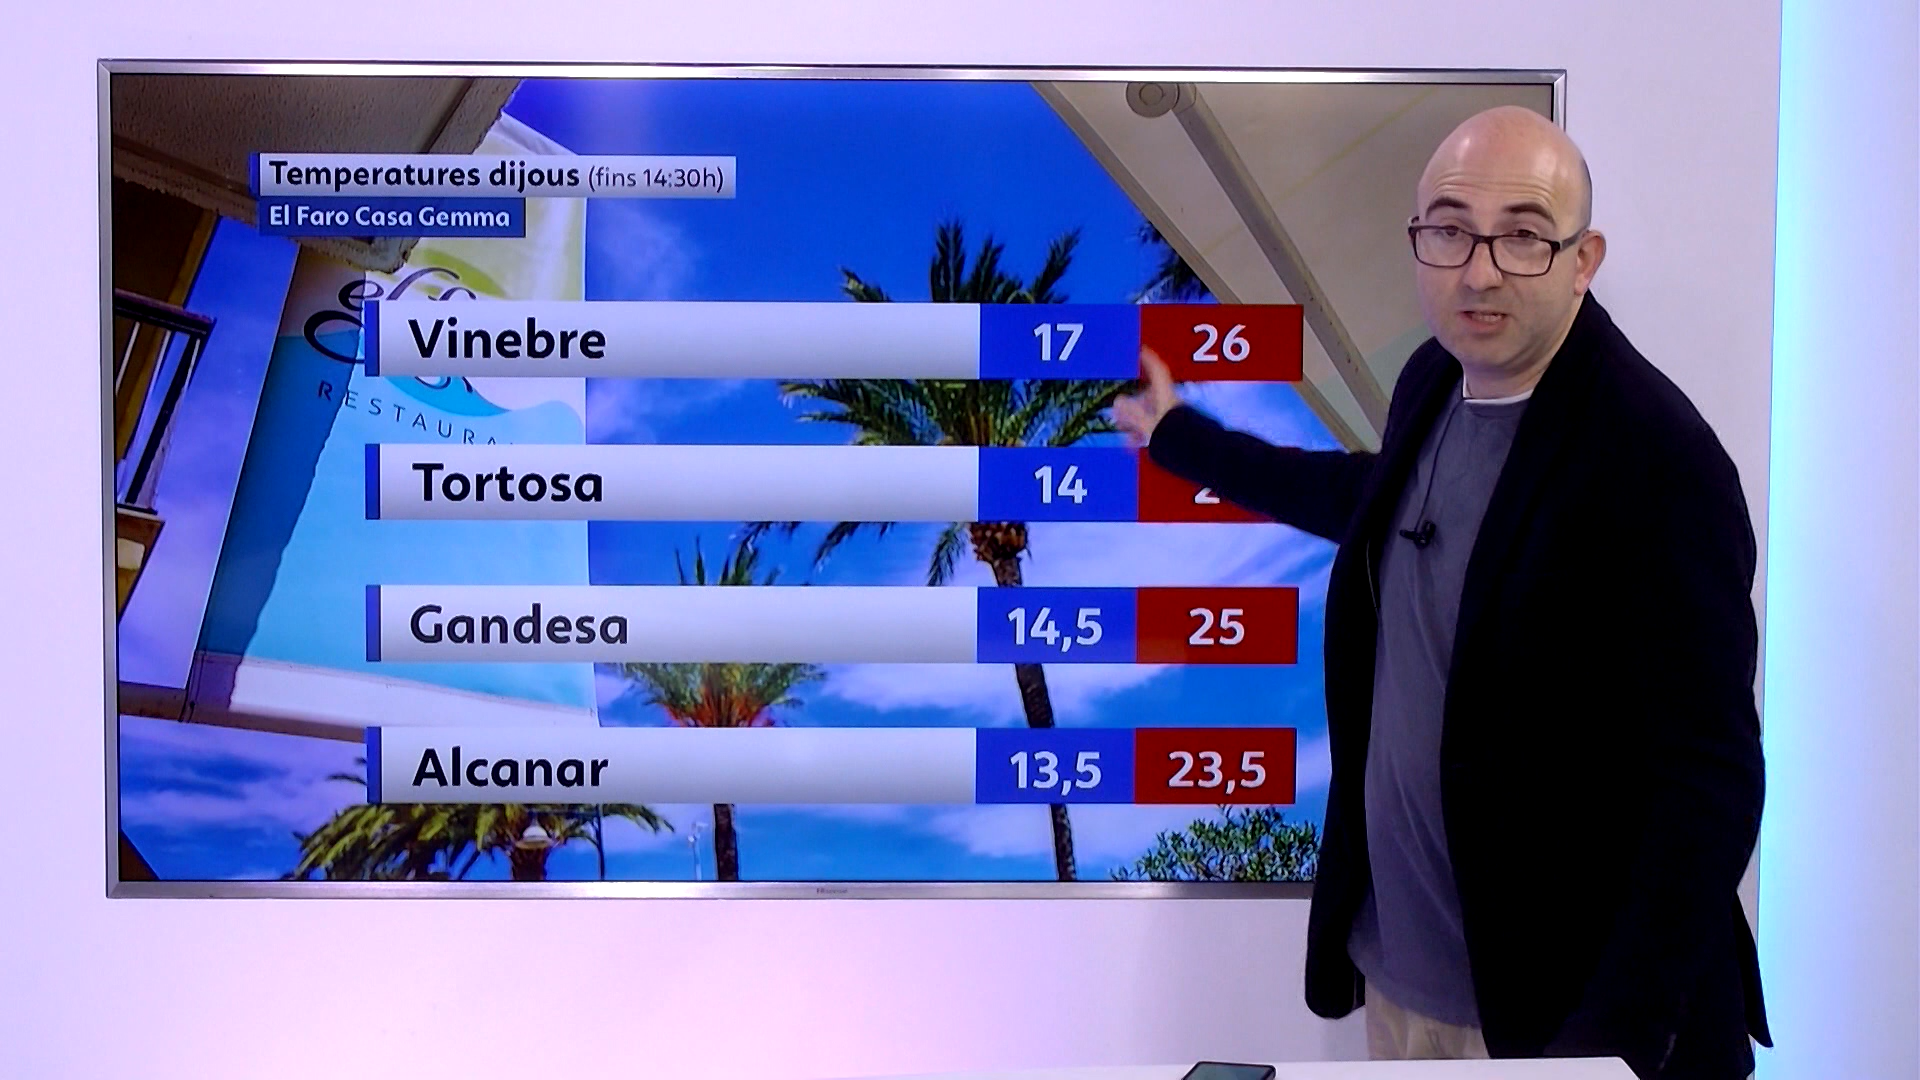 Temperatures dijous (fins 14:30h)
El Faro Casa Gemma
Vinebre 17 26
Tortosa 14
Gandesa 14,5 25
Alcanar 13,5 23,5